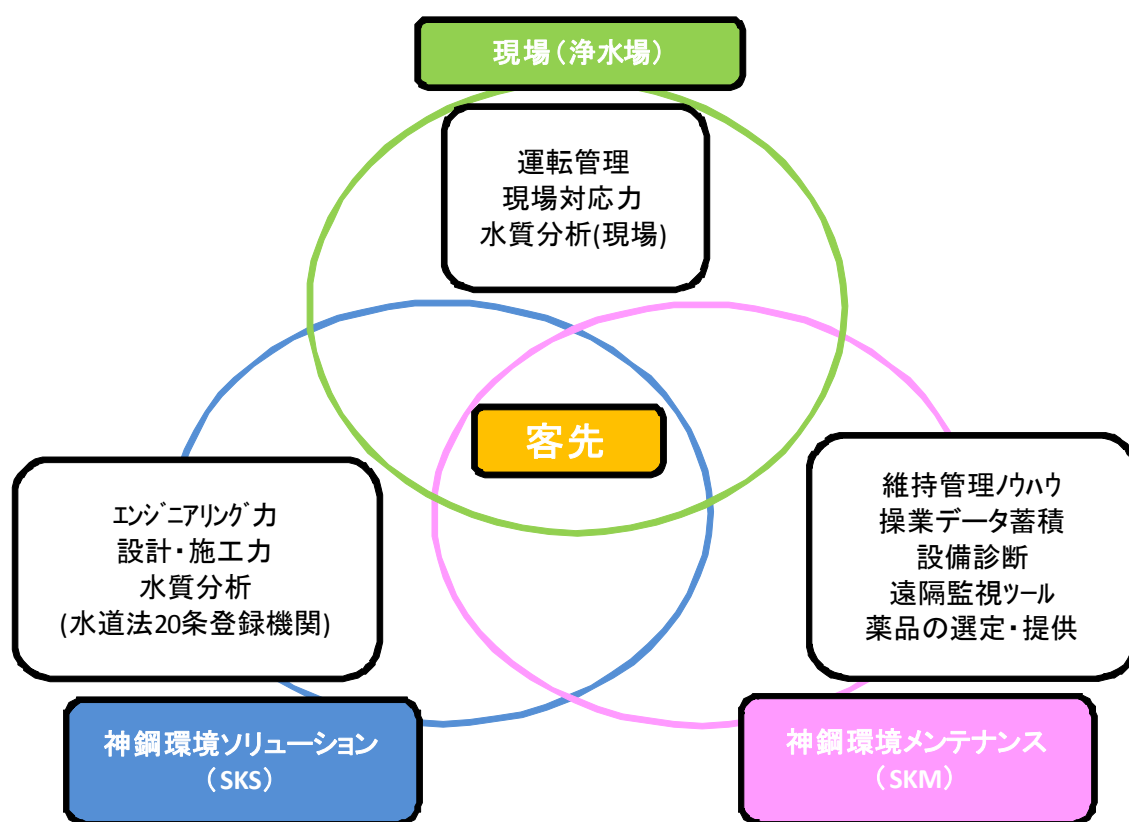 現場（浄水場）
運転管理
現場対応力
水質分析(現場)
客先
ｴﾝｼﾞﾆｱﾘﾝｸﾞ力
設計・施工力
水質分析
(水道法20条登録機関)
神鋼環境ソリューション
（SKS）
維持管理ﾉｳﾊｳ
操業データ蓄積
設備診断
遠隔監視ﾂｰﾙ
薬品の選定・提供
神鋼環境メンテナンス
（SKM）